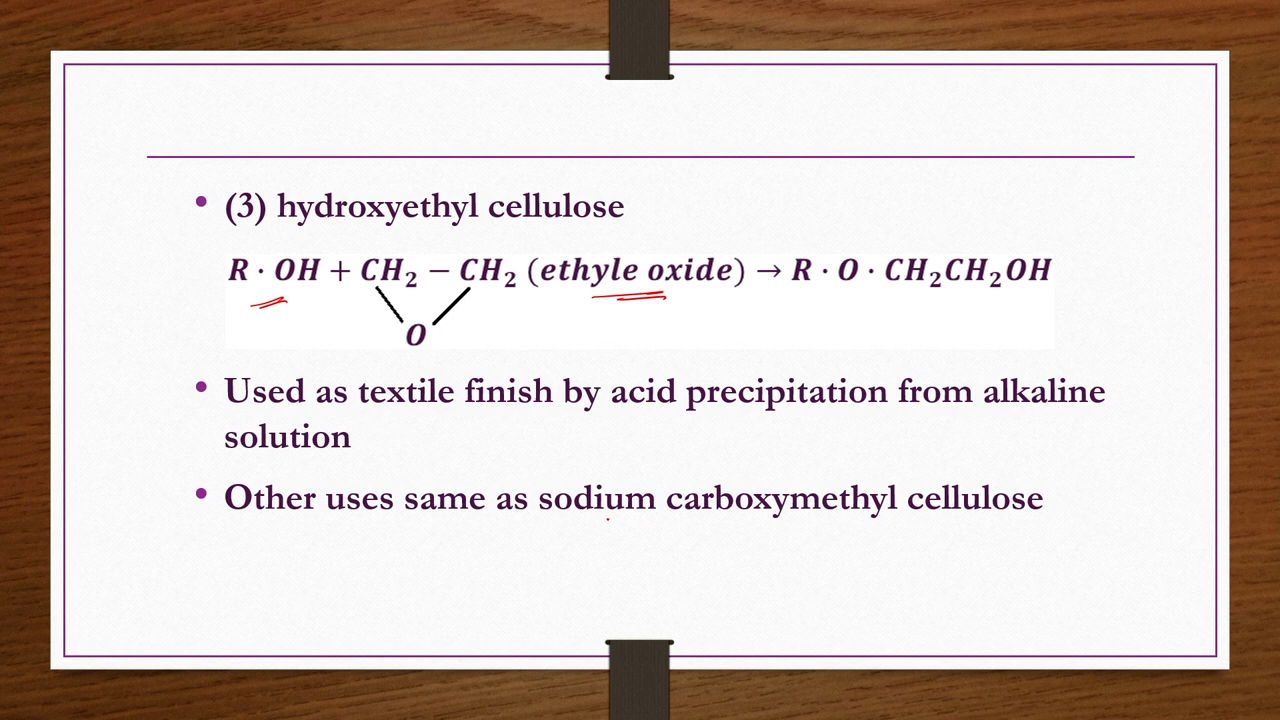 • (3) hydroxyethyl cellulose
R · OH + CH₂ − CH₂ (ethyle oxide) → R · O · CH₂CH₂OH
O
• Used as textile finish by acid precipitation from alkaline
solution
• Other uses same as sodium carboxymethyl cellulose